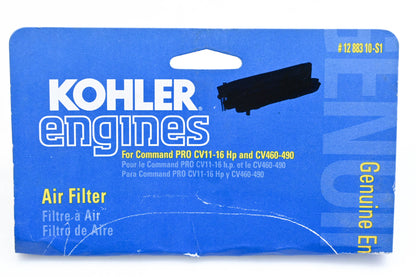 # 12 883 10-S1
KOHLER®
engines
For Command PRO CV11-16 Hp and CV460-490
Pour le Command PRO CV11-16 h.p. et le CV460-490
Para Command PRO CV11-16 Hp y CV460-490
Air Filter
Filtre à Air
Filtro de Aire
GENUI
Genuine En